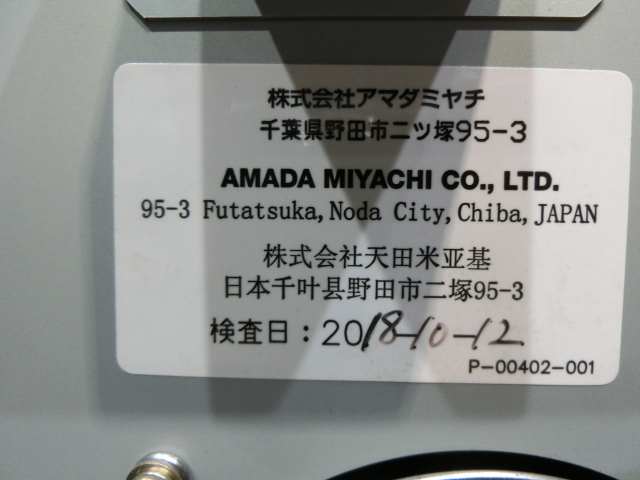 株式会社アマダミヤチ
千葉県野田市二ツ塚95-3
AMADA MIYACHI CO., LTD.
95-3 Futatsuka, Noda City, Chiba, JAPAN
株式会社天田米亚基
日本千叶县野田市二塚95-3
検査日：2018-10-12
P-00402-001